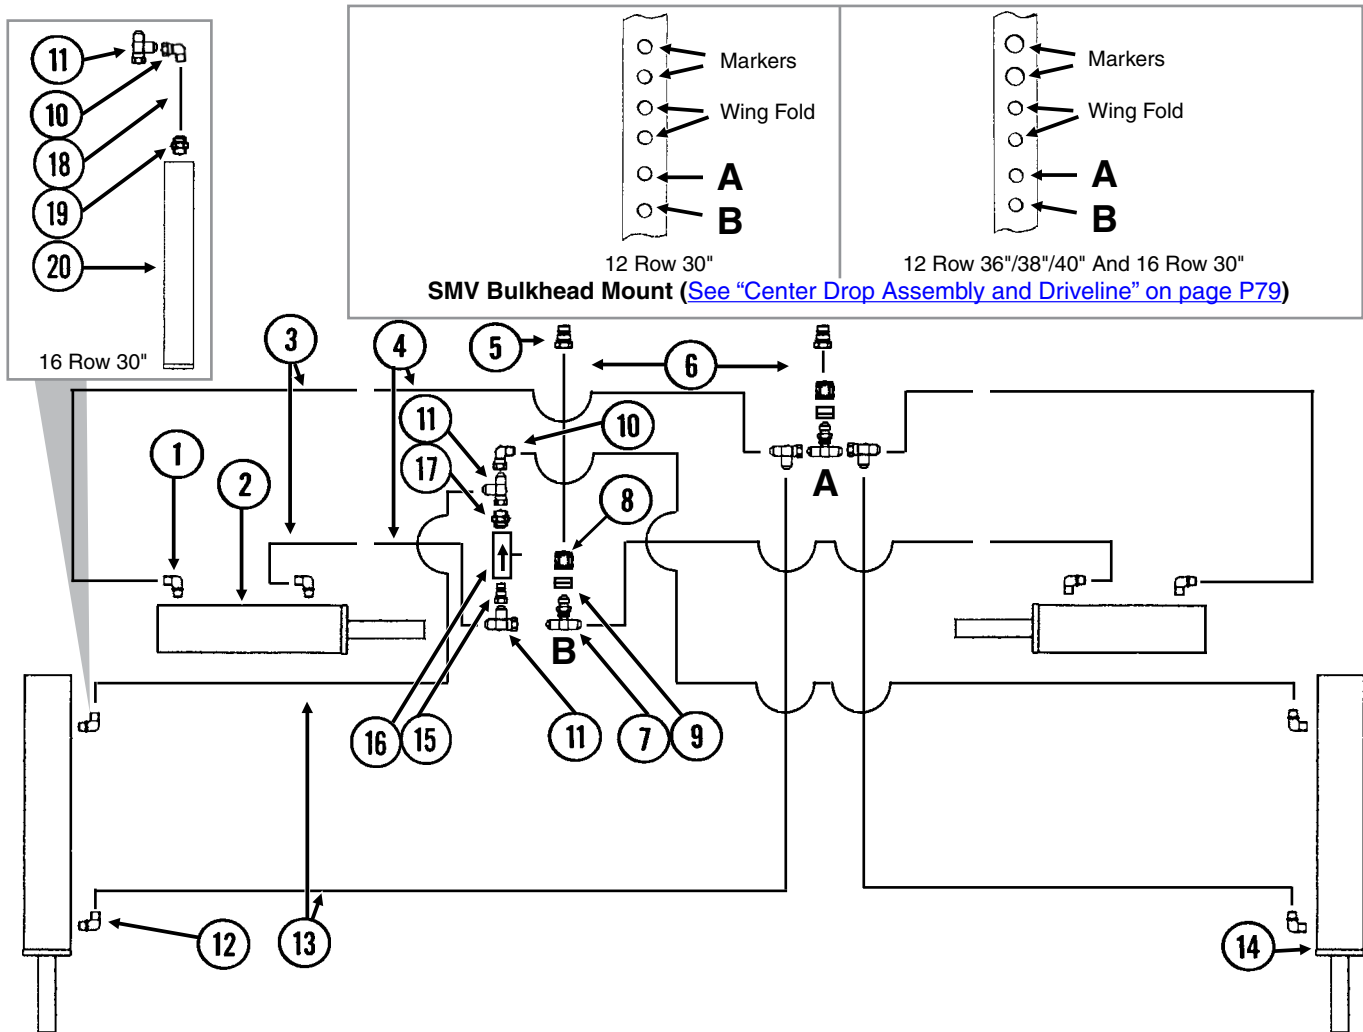 11
10
18
19
20
16 Row 30"
Markers
Wing Fold
A
B
12 Row 30"
Markers
Wing Fold
A
B
12 Row 36"/38"/40" And 16 Row 30"
SMV Bulkhead Mount (See “Center Drop Assembly and Driveline” on page P79)
3
4
5
6
11
10
1
2
17
8
A
B
16
15
11
7
9
12
13
14